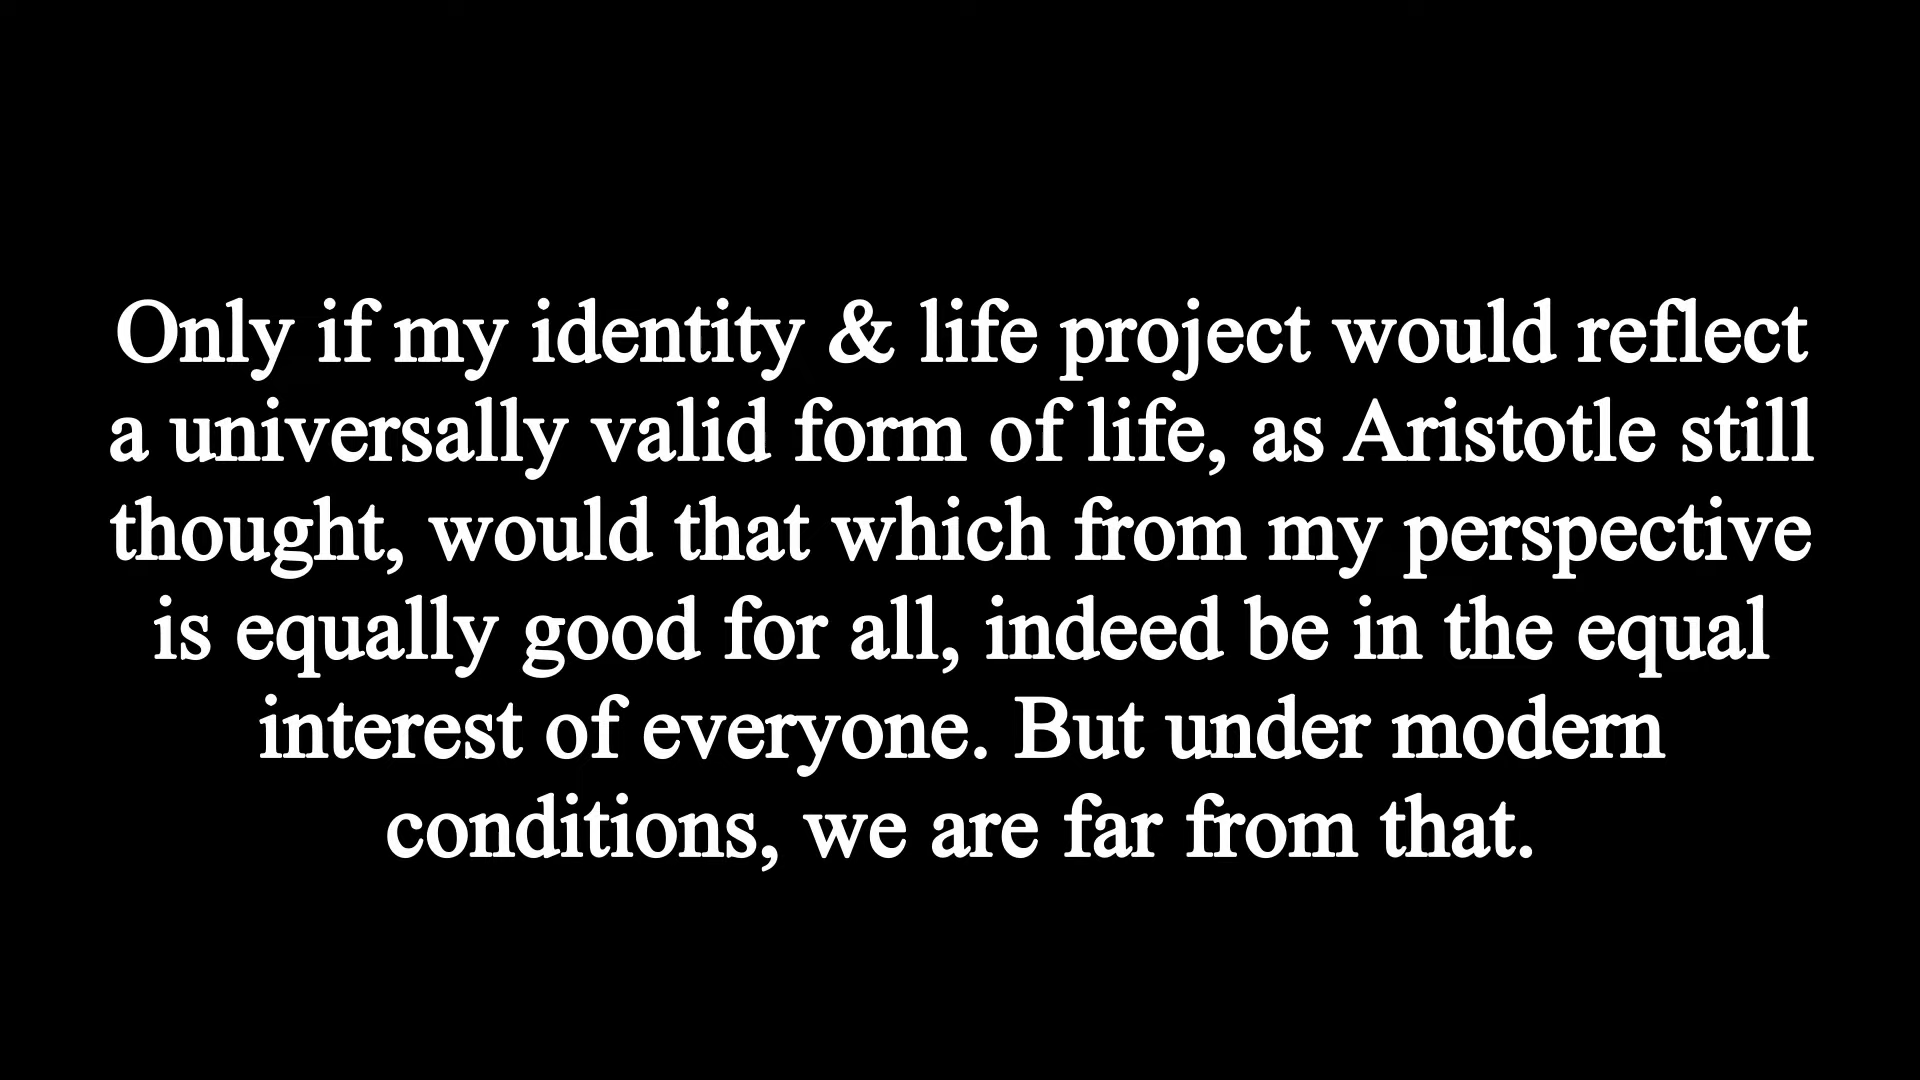 Only if my identity & life project would reflect
a universally valid form of life, as Aristotle still
thought, would that which from my perspective
is equally good for all, indeed be in the equal
interest of everyone. But under modern
conditions, we are far from that.